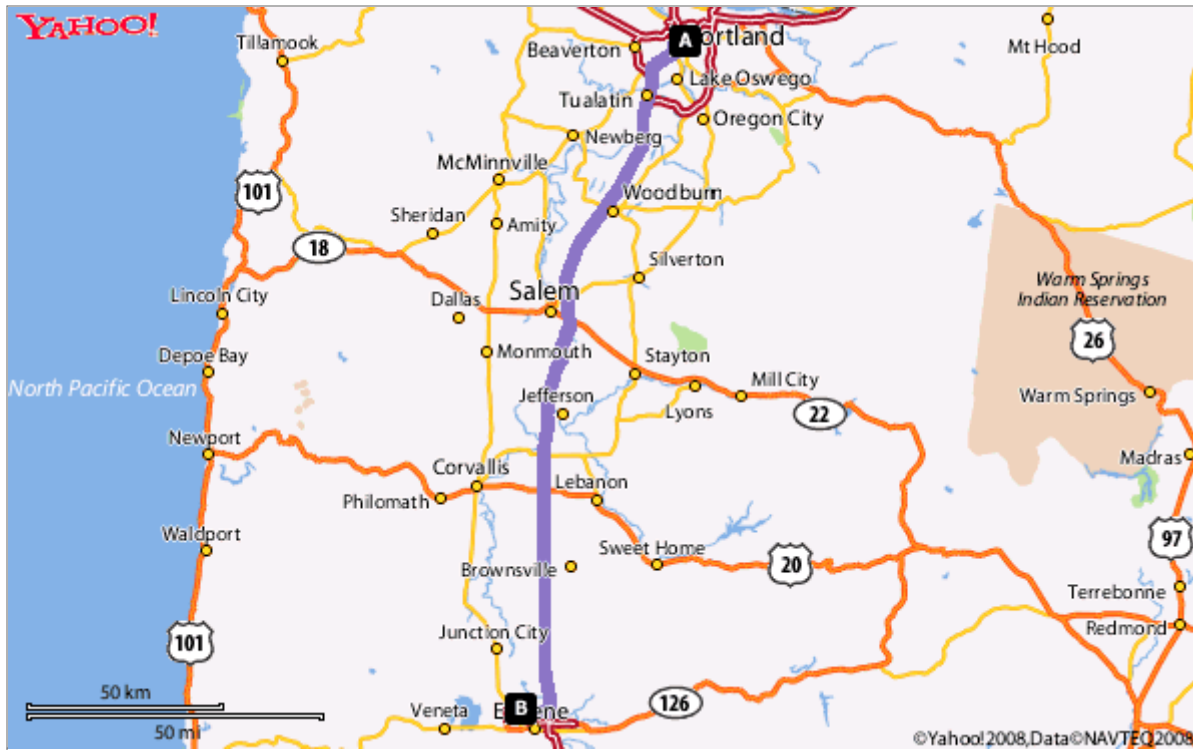 YAHOO!
Tillamook
Beaverton
A
ortland
Mt Hood
Lake Oswego
Tualatin
Oregon City
Newberg
McMinnville
101
Woodburn
Sheridan
Amity
18
Silverton
Warm Springs
Indian Reservation
Salem
Lincoln City
Dallas
26
Depoe Bay
Monmouth
Stayton
North Pacific Ocean
Jefferson
Mill City
Lyons
22
Warm Springs
Newport
Madras
Corvallis
Lebanon
Philomath
Waldport
Sweet Home
97
Brownsville
20
Terrebonne
Redmond
Junction City
101
50 km
50 mi
Veneta
B
E
ene
126
©Yahoo!2008,Data©NAVTEQ2008